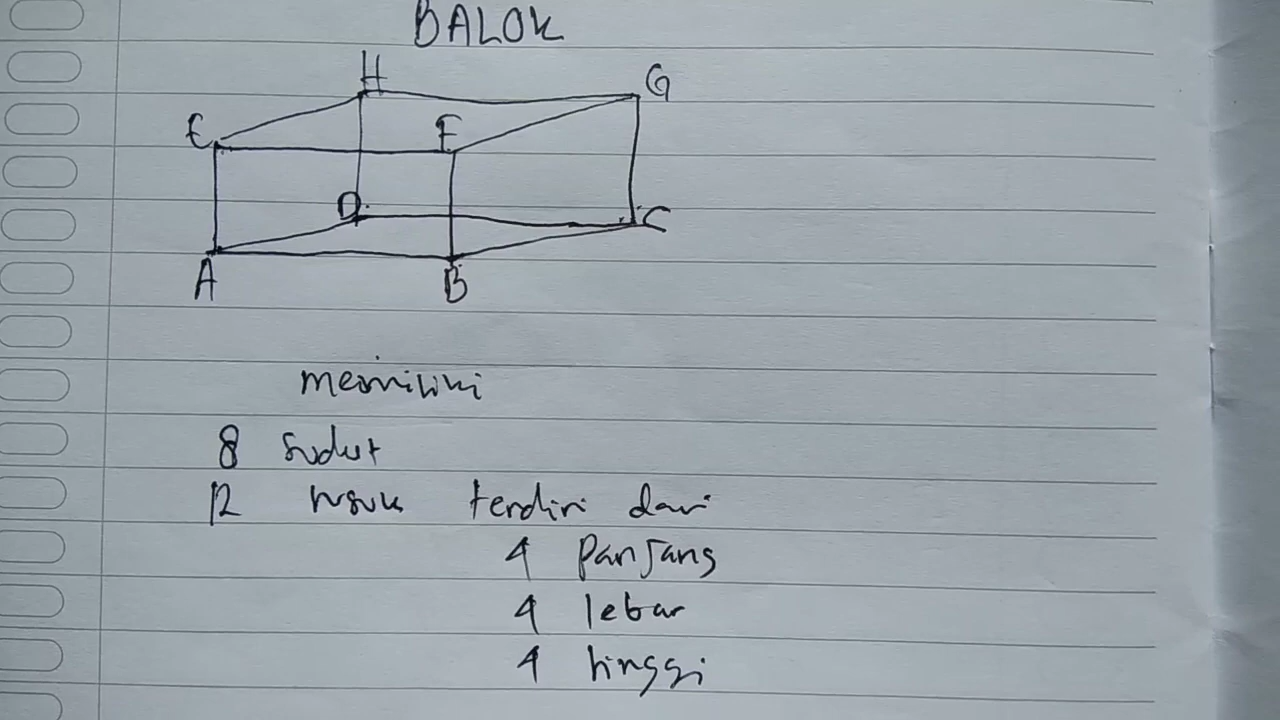 BALOK
H
G
E
F
D
C
A
B
memiliki
8 sudut
12 rusuk terdiri dari
4 panjang
4 lebar
4 tinggi